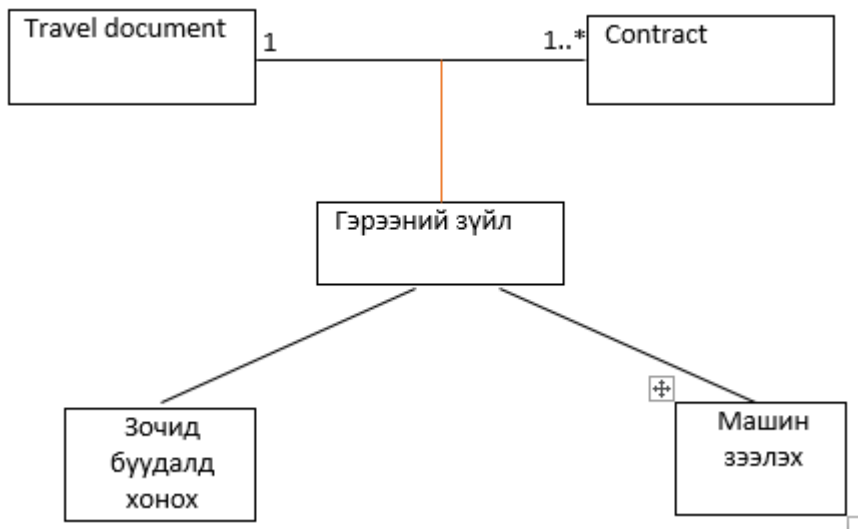 Travel document
1
1..*
Contract
Гэрээний зүйл
Зочид
буудалд
хонох
Машин
зээлэх